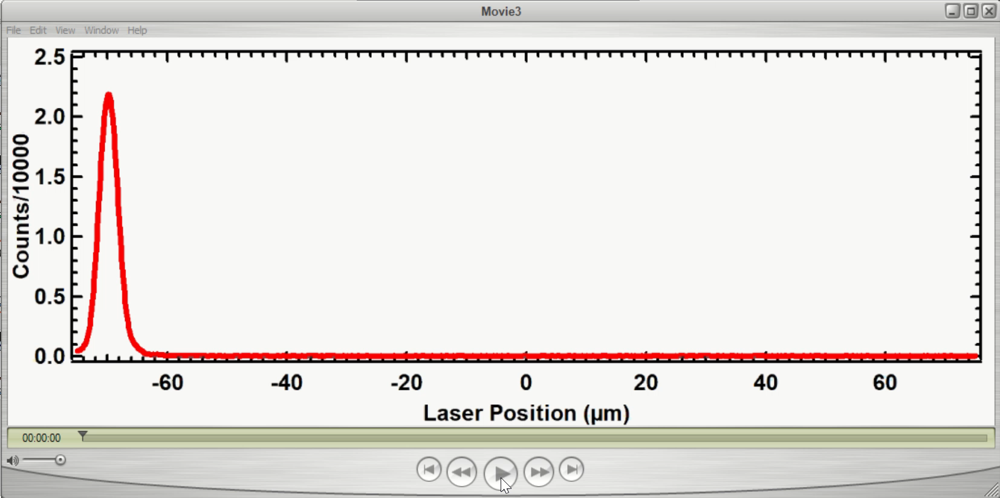 Movie3
File Edit View Window Help
2.5
2.0
1.5
1.0
0.5
0.0
Counts/10000
-60 -40 -20 0 20 40 60
Laser Position (µm)
00:00:00